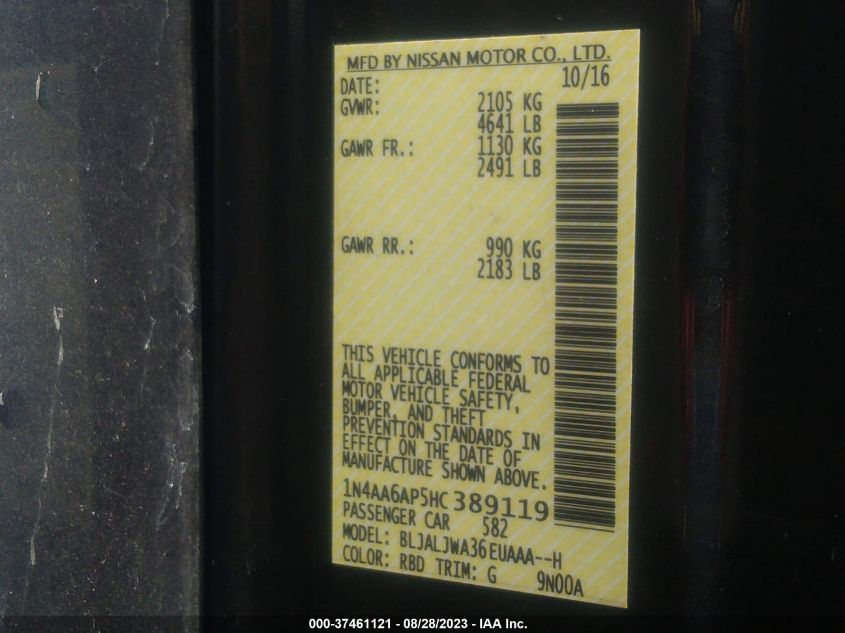 MFD BY NISSAN MOTOR CO., LTD.
DATE: 10/16
GVWR: 2105 KG
4641 LB
GAWR FR.: 1130 KG
2491 LB
GAWR RR.: 990 KG
2183 LB
THIS VEHICLE CONFORMS TO
ALL APPLICABLE FEDERAL
MOTOR VEHICLE SAFETY,
BUMPER, AND THEFT
PREVENTION STANDARDS IN
EFFECT ON THE DATE OF
MANUFACTURE SHOWN ABOVE.
1N4AA6AP5HC389119
PASSENGER CAR 582
MODEL: BLJALJWA36EUAAA--H
COLOR: RBD TRIM: G 9N00A
000-37461121 - 08/28/2023 - IAA Inc.